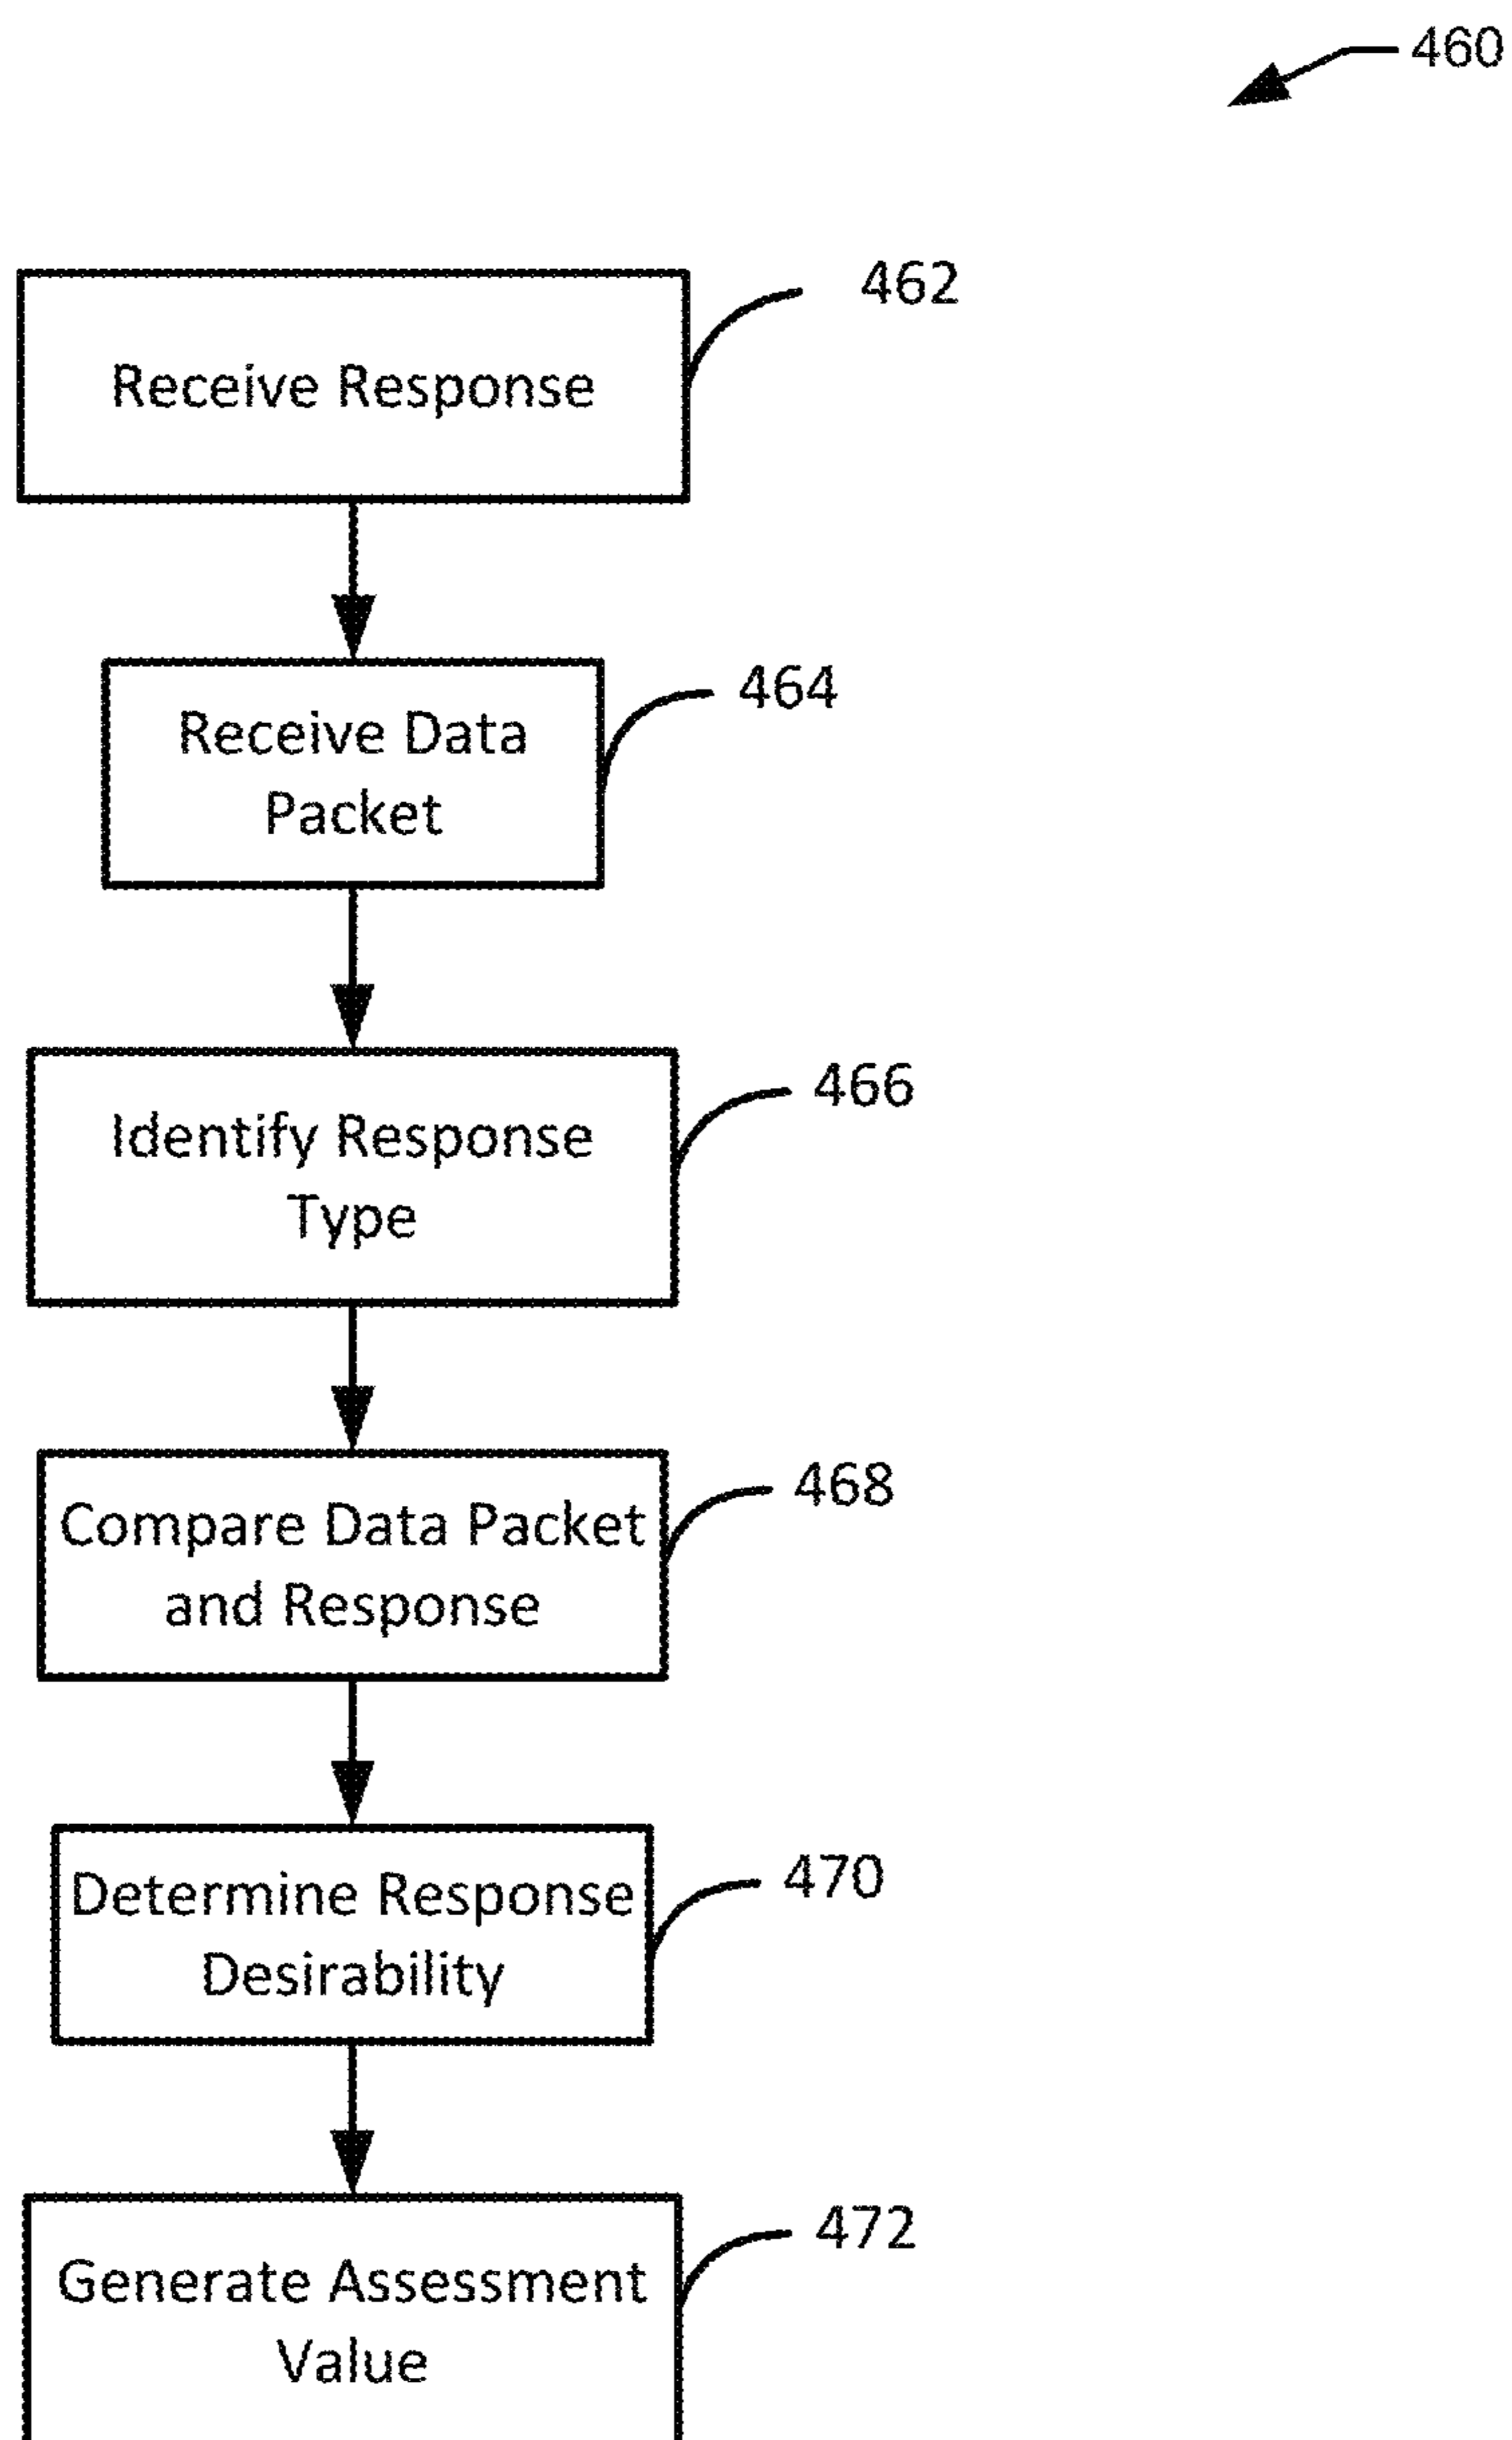 460
462
Receive Response
464
Receive Data
Packet
466
Identify Response
Type
468
Compare Data Packet
and Response
470
Determine Response
Desirability
472
Generate Assessment
Value